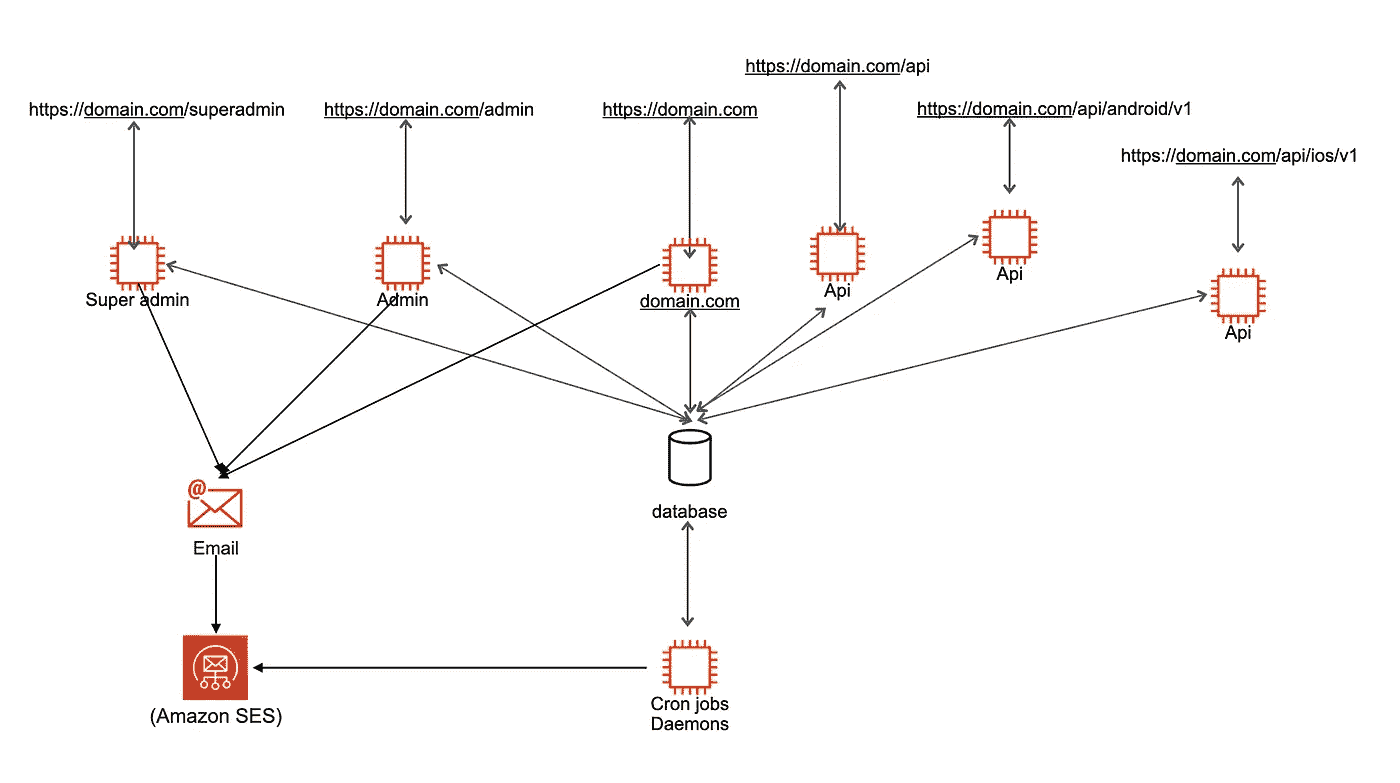 https://domain.com/api
https://domain.com/superadmin
https://domain.com/admin
https://domain.com
https://domain.com/api/android/v1
https://domain.com/api/ios/v1
Super admin
Admin
domain.com
Api
Api
Api
database
@
Email
(Amazon SES)
Cron jobs
Daemons